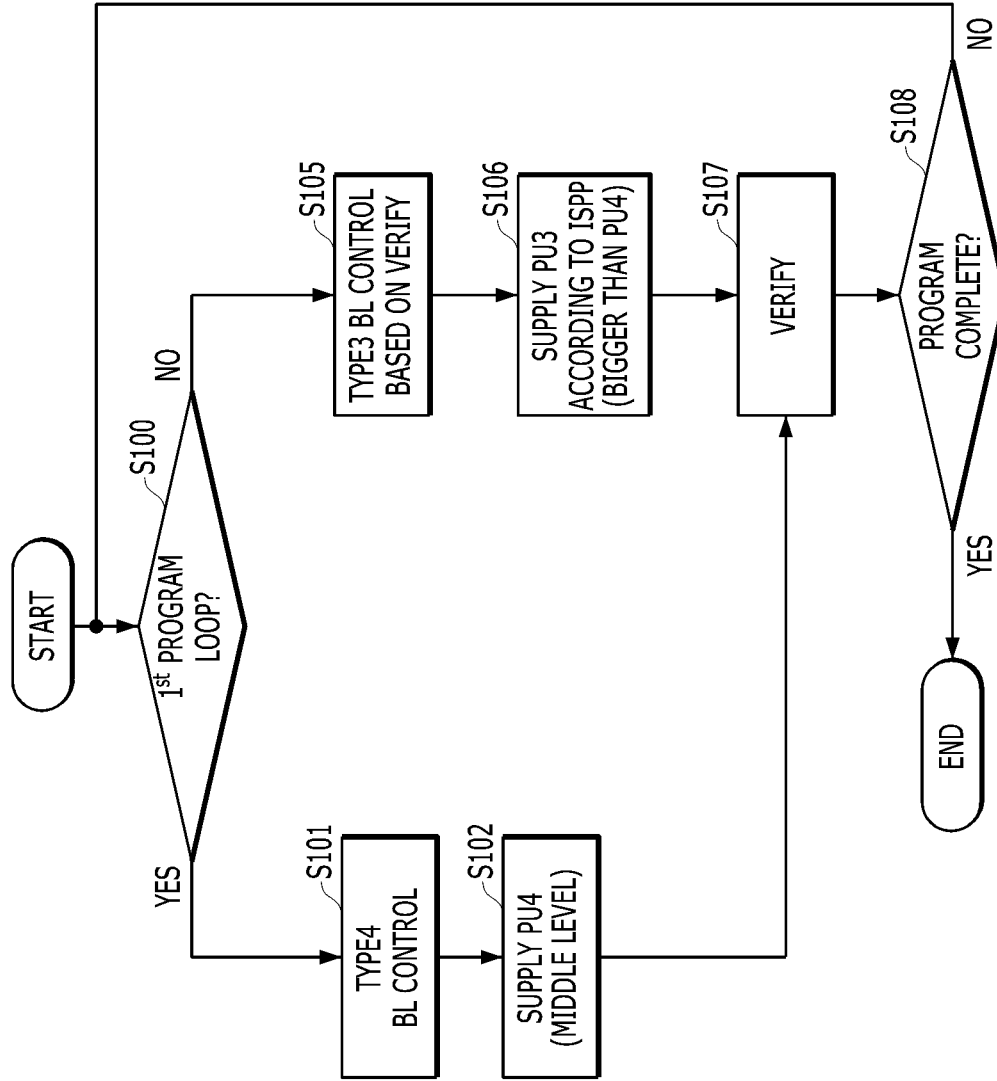 START
1st PROGRAM
LOOP?
S100
YES
NO
TYPE4
BL CONTROL
S101
SUPPLY PU4
(MIDDLE LEVEL)
S102
TYPE3 BL CONTROL
BASED ON VERIFY
S105
SUPPLY PU3
ACCORDING TO ISPP
(BIGGER THAN PU4)
S106
VERIFY
S107
PROGRAM
COMPLETE?
S108
YES
NO
END